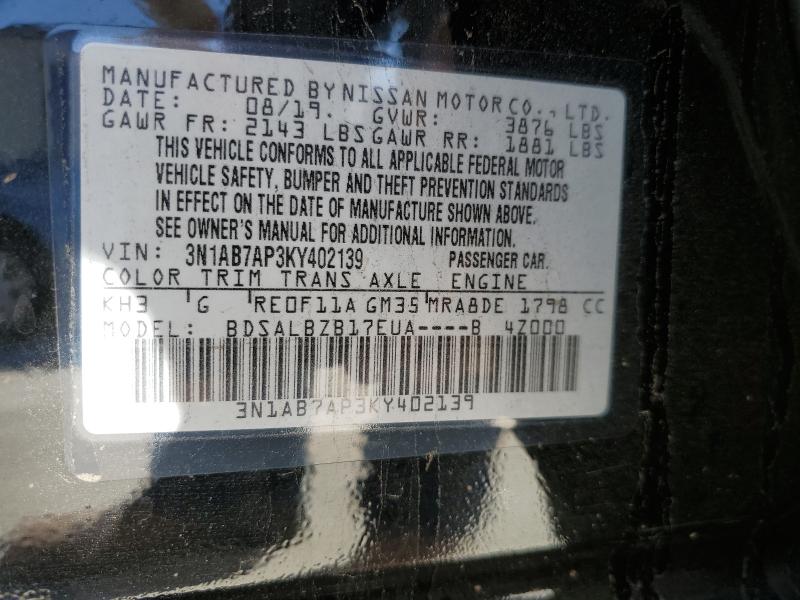 MANUFACTURED BY NISSAN MOTOR CO., LTD.
DATE: 08/19. GVWR: 3876 LBS
GAWR FR: 2143 LBS GAWR RR: 1881 LBS
THIS VEHICLE CONFORMS TO ALL APPLICABLE FEDERAL MOTOR
VEHICLE SAFETY, BUMPER AND THEFT PREVENTION STANDARDS
IN EFFECT ON THE DATE OF MANUFACTURE SHOWN ABOVE.
SEE OWNER'S MANUAL FOR ADDITIONAL INFORMATION.
VIN: 3N1AB7AP3KY402139 PASSENGER CAR.
COLOR TRIM TRANS AXLE ENGINE
KH3 G RE0F11A GM35 MRA8DE 1798 CC
MODEL: BDSALBZB17EUA----B 4Z000
3N1AB7AP3KY402139